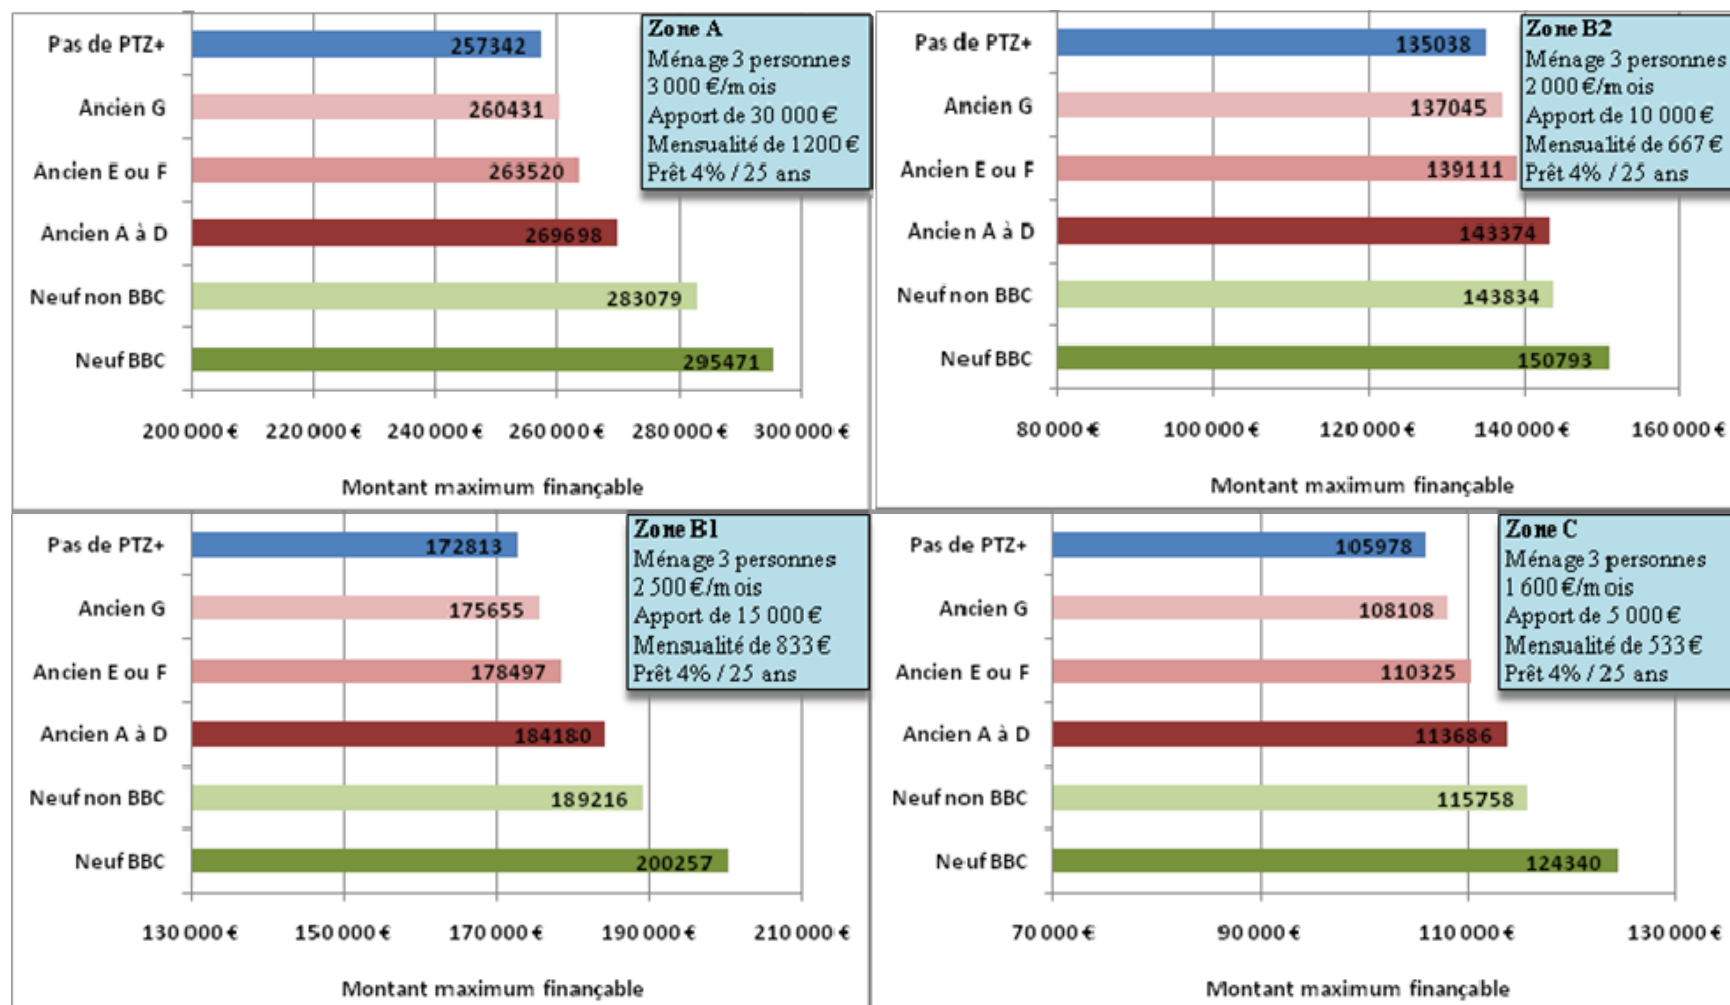 Zone A
Ménage 3 personnes
3 000 €/mois
Apport de 30 000 €
Mensualité de 1200 €
Prêt 4% / 25 ans
Pas de PTZ+ 257342
Ancien G 260431
Ancien E ou F 263520
Ancien A à D 269698
Neuf non BBC 283079
Neuf BBC 295471
200 000 € 220 000 € 240 000 € 260 000 € 280 000 € 300 000 €
Montant maximum finançable
Zone B2
Ménage 3 personnes
2 000 €/mois
Apport de 10 000 €
Mensualité de 667 €
Prêt 4% / 25 ans
Pas de PTZ+ 135038
Ancien G 137045
Ancien E ou F 139111
Ancien A à D 143374
Neuf non BBC 143834
Neuf BBC 150793
80 000 € 100 000 € 120 000 € 140 000 € 160 000 €
Montant maximum finançable
Zone B1
Ménage 3 personnes
2 500 €/mois
Apport de 15 000 €
Mensualité de 833 €
Prêt 4% / 25 ans
Pas de PTZ+ 172813
Ancien G 175655
Ancien E ou F 178497
Ancien A à D 184180
Neuf non BBC 189216
Neuf BBC 200257
130 000 € 150 000 € 170 000 € 190 000 € 210 000 €
Montant maximum finançable
Zone C
Ménage 3 personnes
1 600 €/mois
Apport de 5 000 €
Mensualité de 533 €
Prêt 4% / 25 ans
Pas de PTZ+ 105978
Ancien G 108108
Ancien E ou F 110325
Ancien A à D 113686
Neuf non BBC 115758
Neuf BBC 124340
70 000 € 90 000 € 110 000 € 130 000 €
Montant maximum finançable